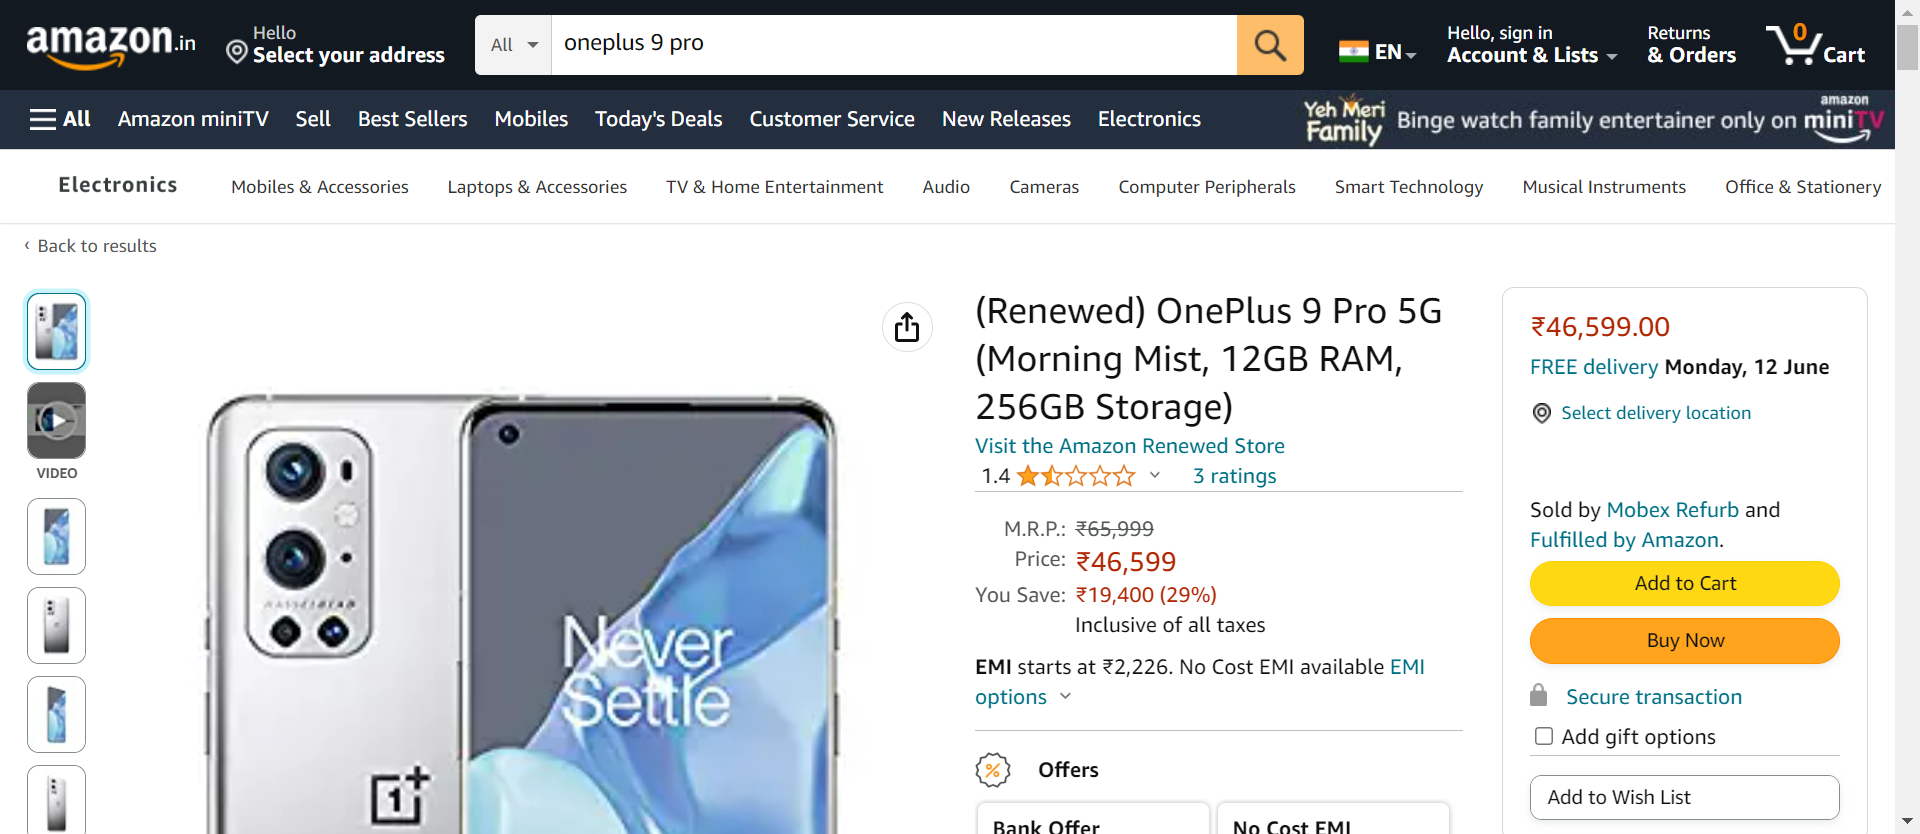 amazon.in
Hello
Select your address
All
oneplus 9 pro
EN
Hello, sign in
Account & Lists
Returns
& Orders
0
Cart
All
Amazon miniTV
Sell
Best Sellers
Mobiles
Today's Deals
Customer Service
New Releases
Electronics
Yeh Meri
Family
Binge watch family entertainer only on
amazon
miniTV
Electronics
Mobiles & Accessories
Laptops & Accessories
TV & Home Entertainment
Audio
Cameras
Computer Peripherals
Smart Technology
Musical Instruments
Office & Stationery
‹ Back to results
VIDEO
HASSELBLAD
Never
Settle
1+
(Renewed) OnePlus 9 Pro 5G
(Morning Mist, 12GB RAM,
256GB Storage)
Visit the Amazon Renewed Store
1.4
3 ratings
M.R.P.: ₹65,999
Price: ₹46,599
You Save: ₹19,400 (29%)
Inclusive of all taxes
EMI starts at ₹2,226. No Cost EMI available EMI
options
%
Offers
Bank Offer
No Cost EMI
₹46,599.00
FREE delivery Monday, 12 June
Select delivery location
Sold by Mobex Refurb and
Fulfilled by Amazon.
Add to Cart
Buy Now
Secure transaction
Add gift options
Add to Wish List